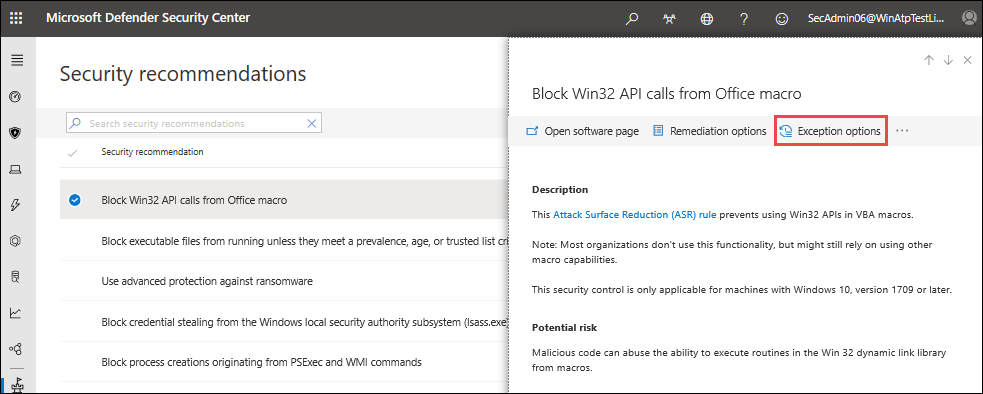 Microsoft Defender Security Center
SecAdmin06@WinAtpTestLi...
Security recommendations
Search security recommendations
Security recommendation
Block Win32 API calls from Office macro
Block executable files from running unless they meet a prevalence, age, or trusted list cri
Use advanced protection against ransomware
Block credential stealing from the Windows local security authority subsystem (lsass.exe)
Block process creations originating from PSExec and WMI commands
Block Win32 API calls from Office macro
Open software page
Remediation options
Exception options
Description
This Attack Surface Reduction (ASR) rule prevents using Win32 APIs in VBA macros.
Note: Most organizations don't use this functionality, but might still rely on using other
macro capabilities.
This security control is only applicable for machines with Windows 10, version 1709 or later.
Potential risk
Malicious code can abuse the ability to execute routines in the Win 32 dynamic link library
from macros.